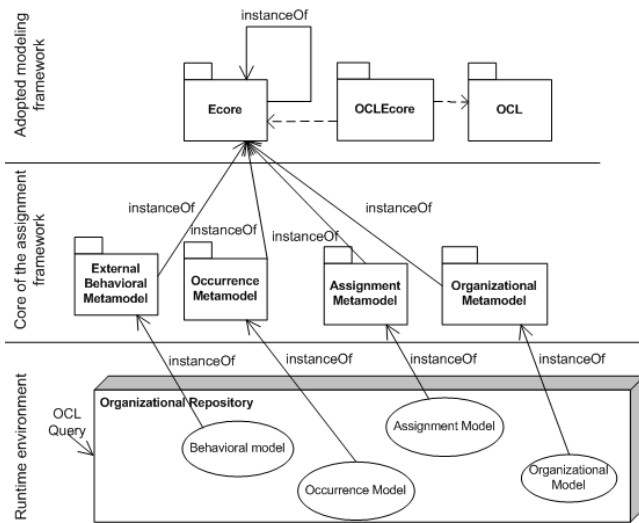 instanceOf
Adopted modeling
framework
Ecore
OCLEcore
OCL
Core of the assignment
framework
instanceOf
instanceOf
instanceOf
instanceOf
External
Behavioral
Metamodel
Occurrence
Metamodel
Assignment
Metamodel
Organizational
Metamodel
Runtime environment
instanceOf
instanceOf
instanceOf
instanceOf
OCL
Query
Organizational Repository
Behavioral model
Assignment Model
Occurrence Model
Organizational
Model